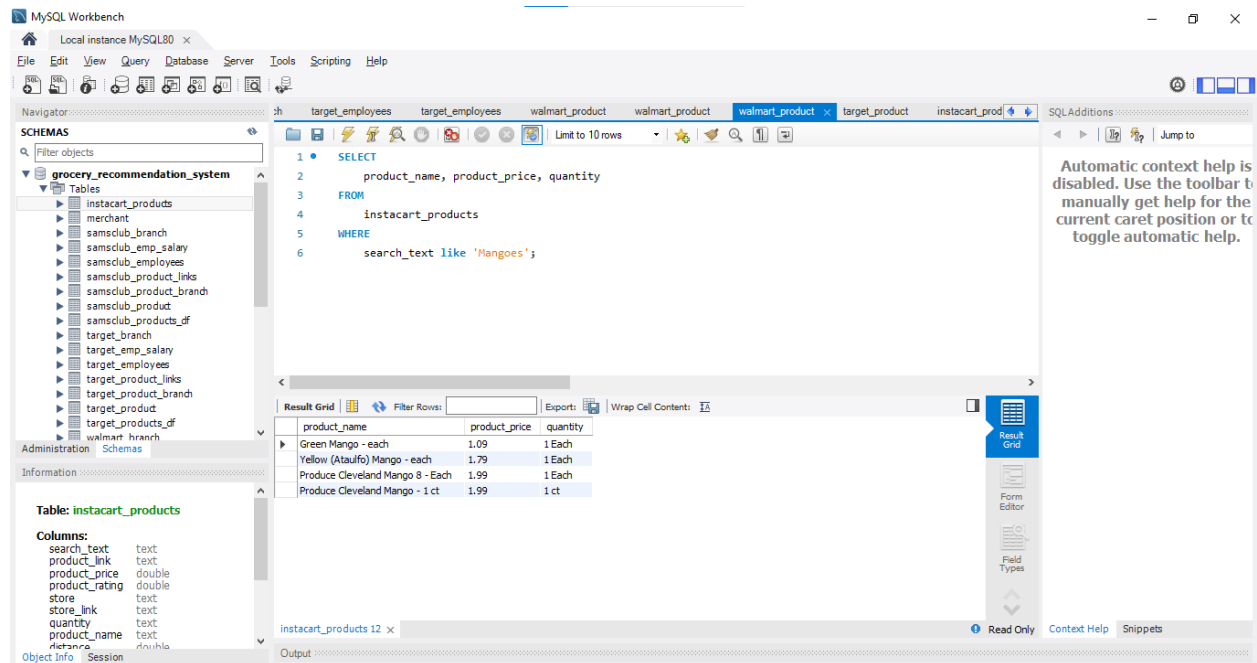 MySQL Workbench
Local instance MySQL80
File Edit View Query Database Server Tools Scripting Help
Navigator
SCHEMAS
Filter objects
grocery_recommendation_system
Tables
instacart_products
merchant
samsclub_branch
samsclub_emp_salary
samsclub_employees
samsclub_product_links
samsclub_product_branch
samsclub_product
samsclub_products_df
target_branch
target_emp_salary
target_employees
target_product_links
target_product_branch
target_product
target_products_df
walmart_branch
Administration Schemas
Information
Table: instacart_products
Columns:
search_text text
product_link text
product_price double
product_rating double
store text
store_link text
quantity text
product_name text
distance double
Object Info Session
ch target_employees target_employees walmart_product walmart_product walmart_product target_product instacart_prod
Limit to 10 rows
1 SELECT
2 product_name, product_price, quantity
3 FROM
4 instacart_products
5 WHERE
6 search_text like 'Mangoes';
Result Grid Filter Rows: Export: Wrap Cell Content:
product_name product_price quantity
Green Mango - each 1.09 1 Each
Yellow (Ataulfo) Mango - each 1.79 1 Each
Produce Cleveland Mango 8 - Each 1.99 1 Each
Produce Cleveland Mango - 1 ct 1.99 1 ct
Result
Grid
Form
Editor
Field
Types
instacart_products 12
Read Only
Output
SQLAdditions
Jump to
Automatic context help is
disabled. Use the toolbar to
manually get help for the
current caret position or to
toggle automatic help.
Context Help Snippets